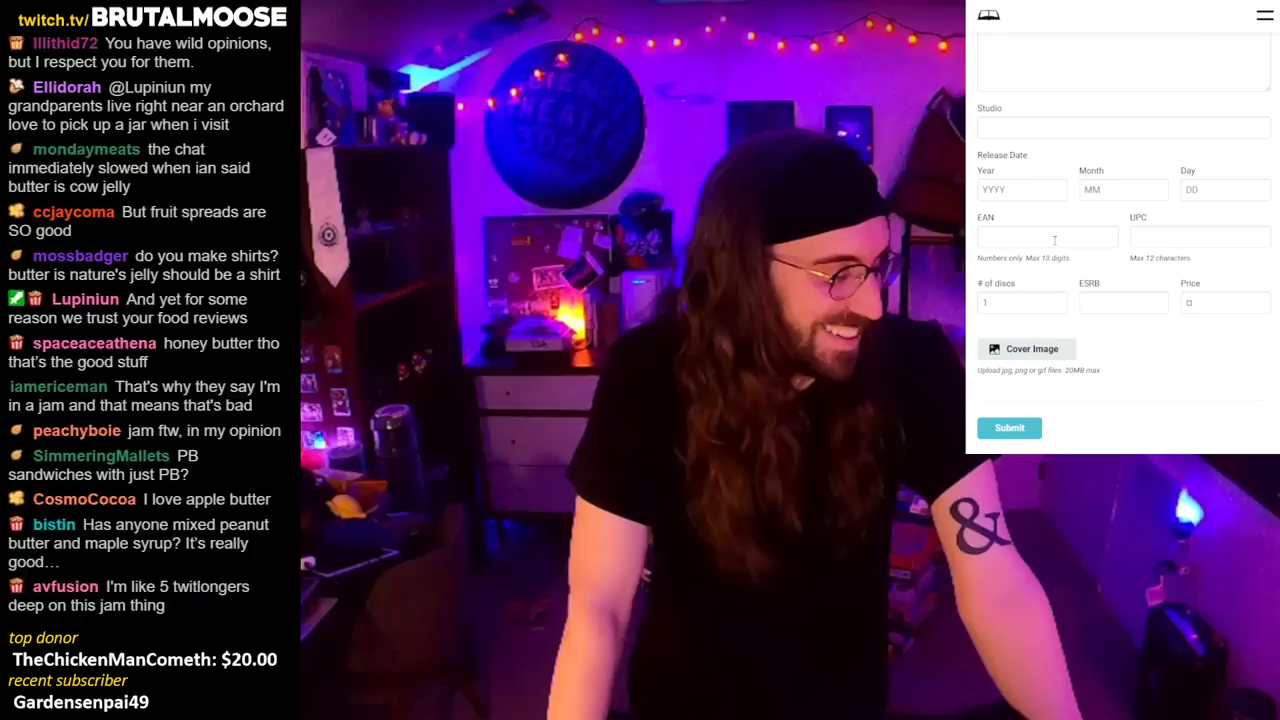 twitch.tv/BRUTALMOOSE
Illithid72 You have wild opinions,
but I respect you for them.
Ellidorah @Lupiniun my
grandparents live right near an orchard
love to pick up a jar when i visit
mondaymeats the chat
immediately slowed when ian said
butter is cow jelly
ccjaycoma But fruit spreads are
SO good
mossbadger do you make shirts?
butter is nature's jelly should be a shirt
Lupiniun And yet for some
reason we trust your food reviews
spaceaceathena honey butter tho
that's the good stuff
iamericeman That's why they say I'm
in a jam and that means that's bad
peachyboie jam ftw, in my opinion
SimmeringMallets PB
sandwiches with just PB?
CosmoCocoa I love apple butter
bistin Has anyone mixed peanut
butter and maple syrup? It's really
good…
avfusion I'm like 5 twitlongers
deep on this jam thing
top donor
TheChickenManCometh: $20.00
recent subscriber
Gardensenpai49
&
Studio
Release Date
Year Month Day
YYYY MM DD
EAN UPC
Numbers only. Max 13 digits Max 12 characters.
# of discs ESRB Price
1
Cover Image
Upload jpg, png or gif files. 20MB max
Submit